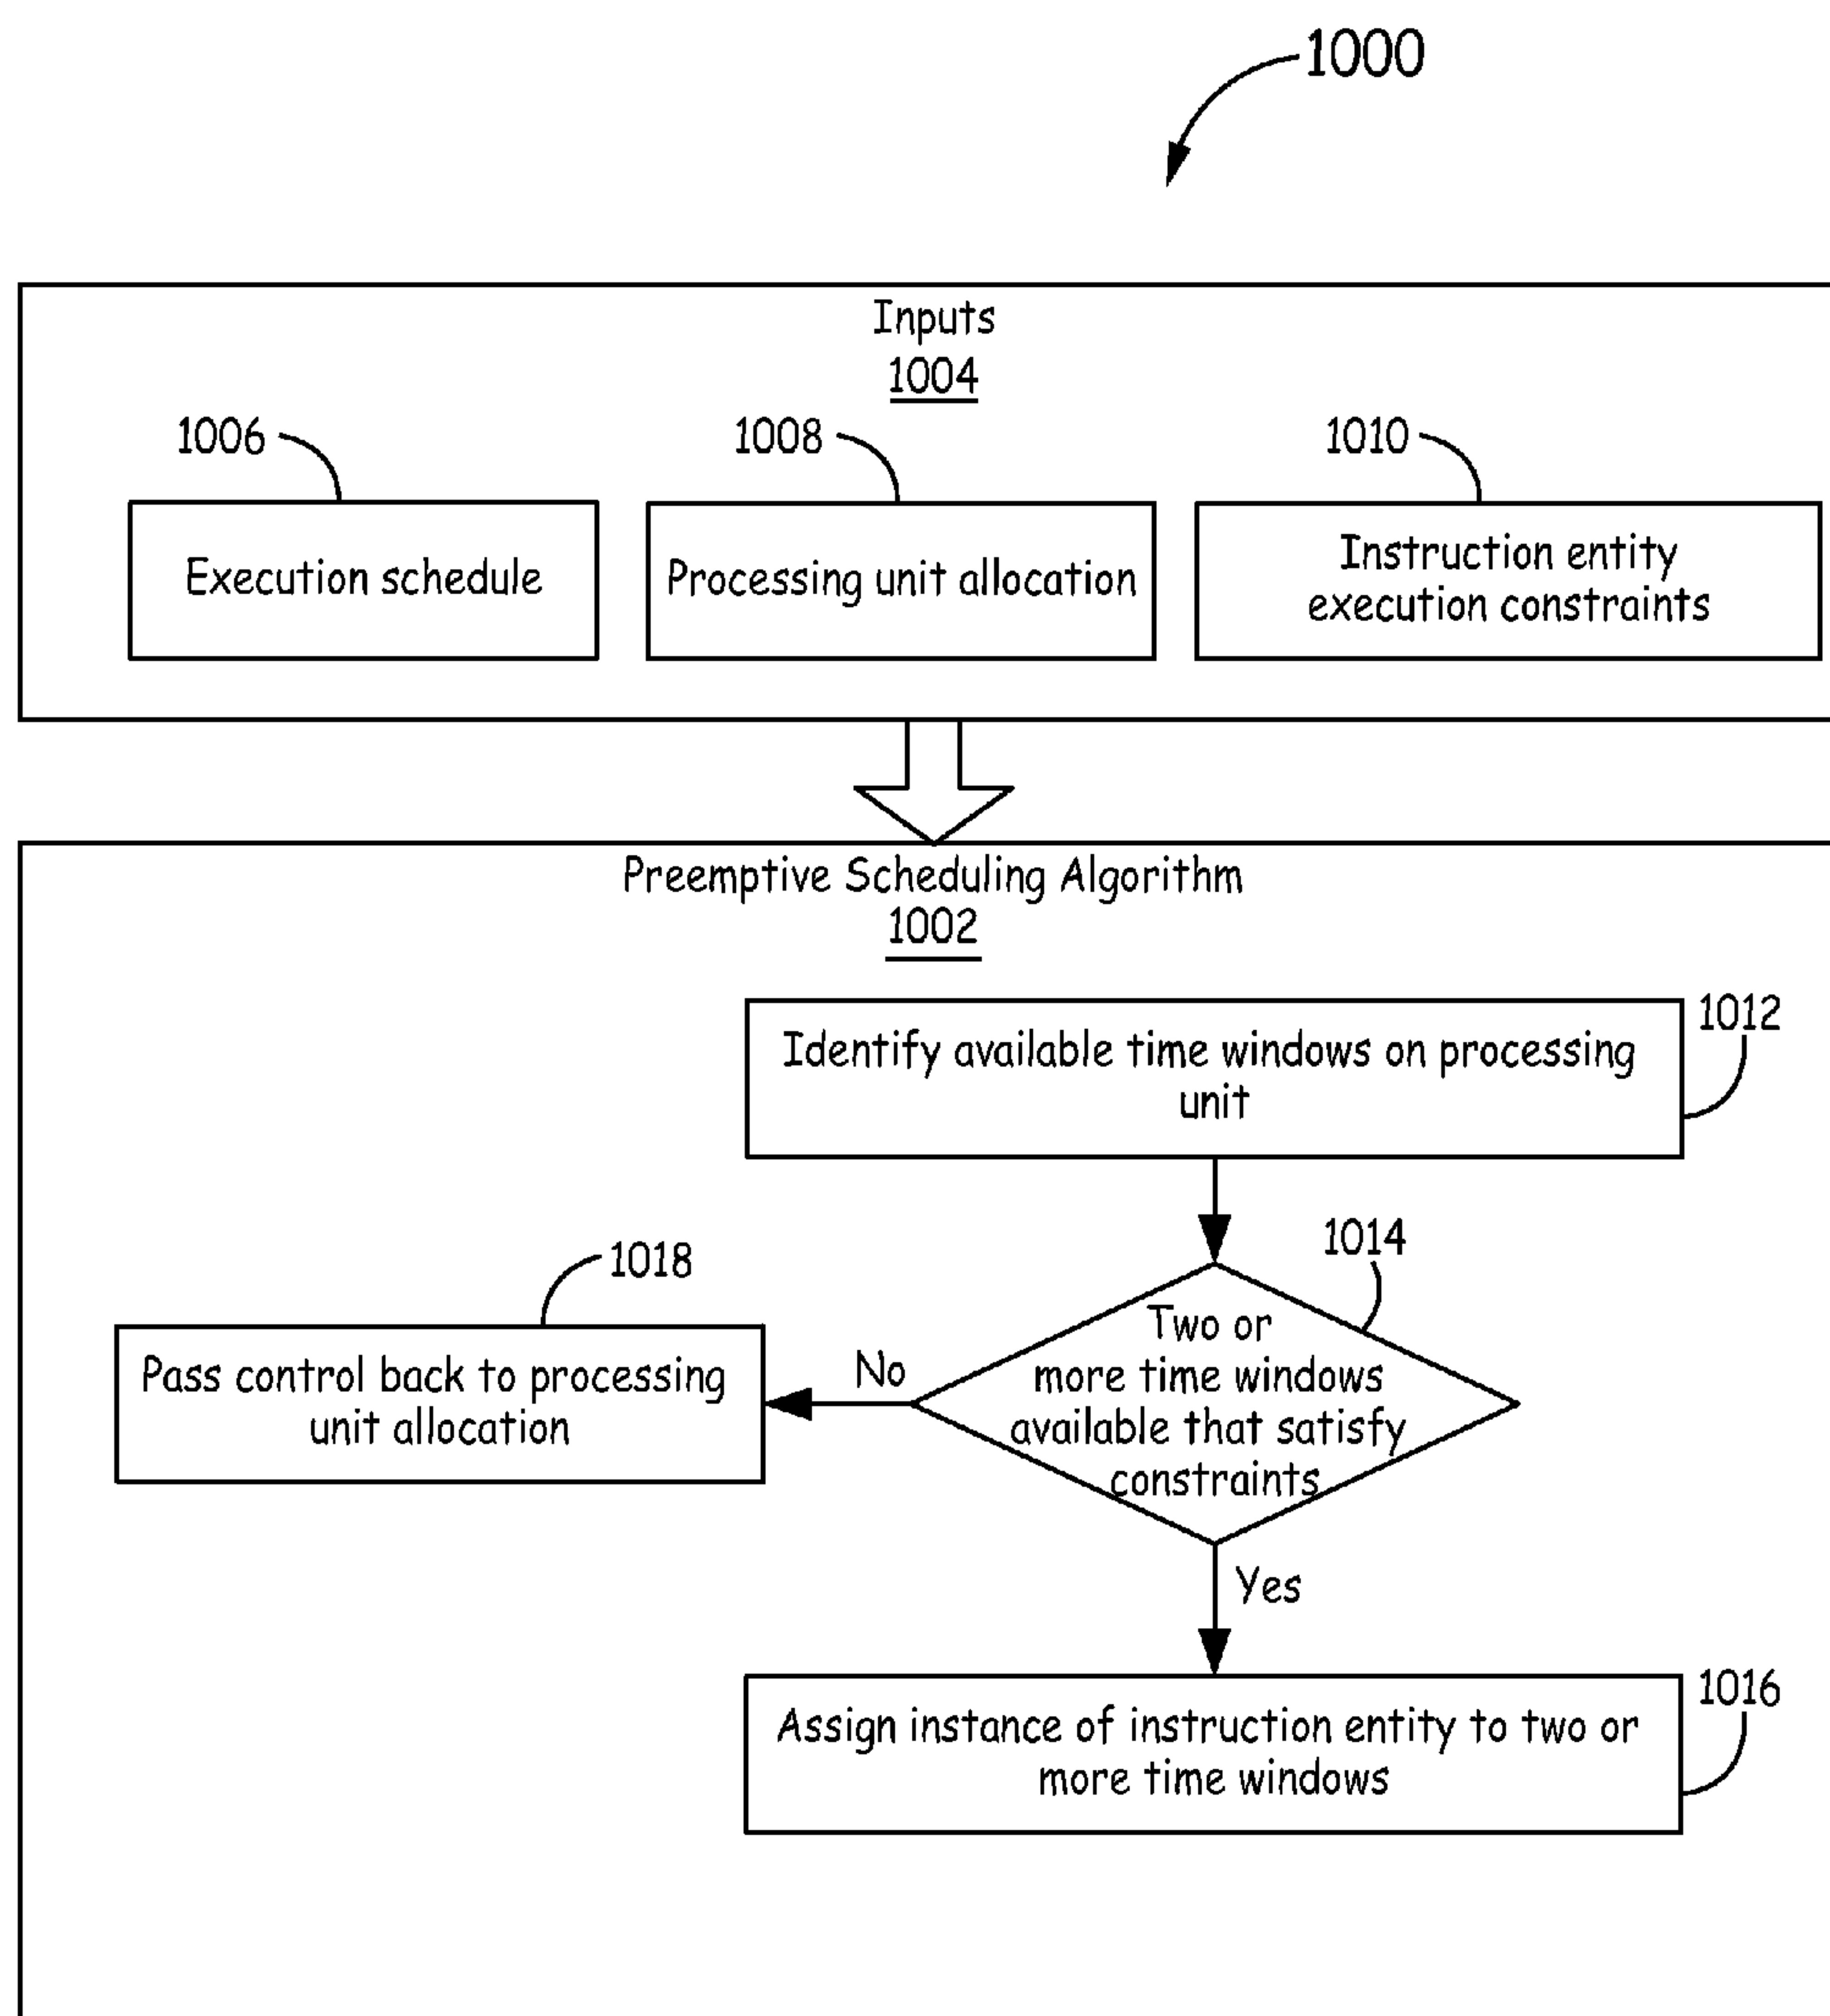 1000
Inputs
1004
1006
1008
1010
Execution schedule
Processing unit allocation
Instruction entity
execution constraints
Preemptive Scheduling Algorithm
1002
1012
Identify available time windows on processing
unit
1014
1018
Two or
more time windows
available that satisfy
constraints
No
Pass control back to processing
unit allocation
Yes
1016
Assign instance of instruction entity to two or
more time windows